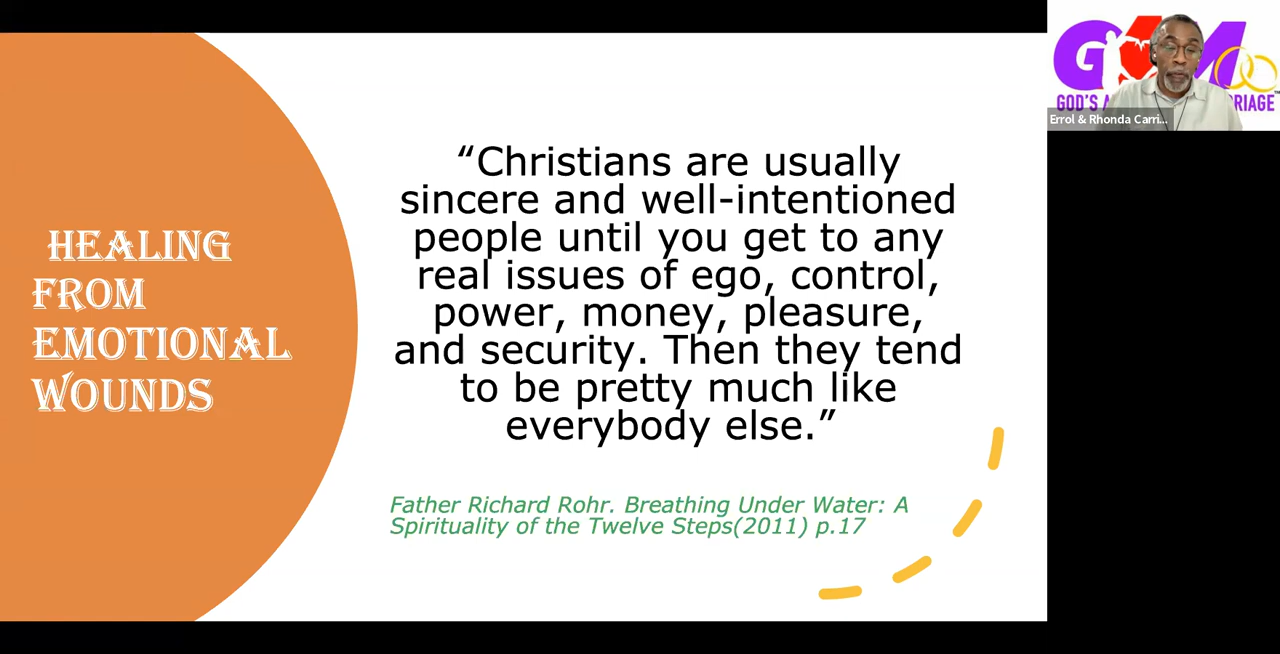 HEALING
FROM
EMOTIONAL
WOUNDS
“Christians are usually
sincere and well-intentioned
people until you get to any
real issues of ego, control,
power, money, pleasure,
and security. Then they tend
to be pretty much like
everybody else.”
Father Richard Rohr. Breathing Under Water: A
Spirituality of the Twelve Steps(2011) p.17
GOD'S
Errol & Rhonda Carri...